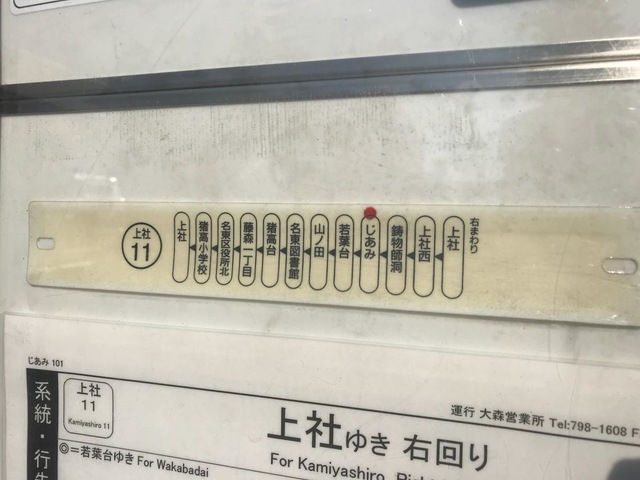 右まわり
上社
上社西
鋳物師洞
じあみ
若葉台
山ノ田
名東図書館
猪高台
藤森一丁目
名東区役所北
猪高小学校
上社
上社
11
じあみ 101
系統・行先
上社
11
Kamiyashiro 11
上社ゆき 右回り
運行 大森営業所 Tel:798-1608 F
◎=若葉台ゆき For Wakabadai
For Kamiyashiro